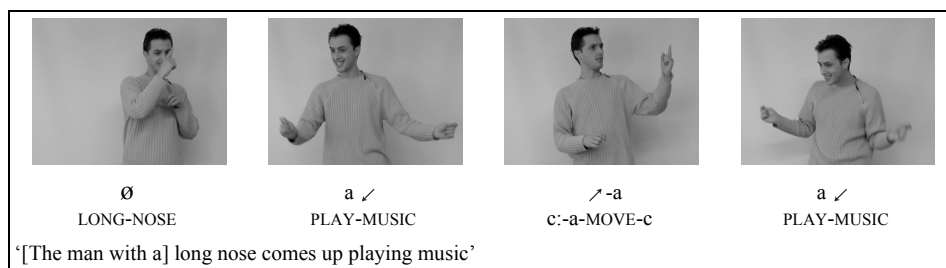 ø a ↙ ↗-a a ↙
LONG-NOSE PLAY-MUSIC c:-a-MOVE-c PLAY-MUSIC
‘[The man with a] long nose comes up playing music’